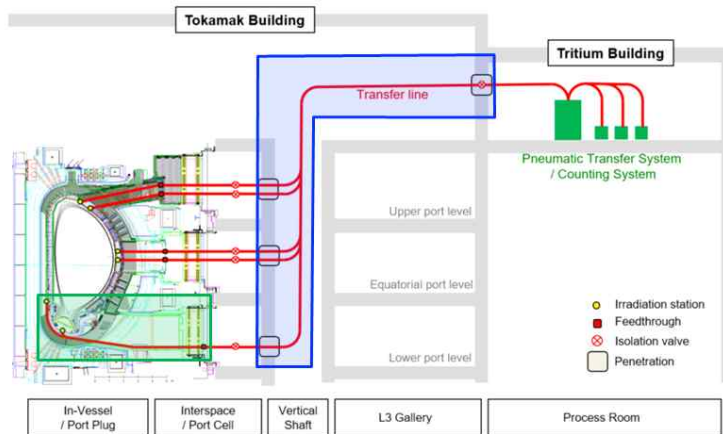 Tokamak Building
Tritium Building
Transfer line
Pneumatic Transfer System
/ Counting System
Upper port level
Equatorial port level
Lower port level
Irradiation station
Feedthrough
Isolation valve
Penetration
In-Vessel
/ Port Plug
Interspace
/ Port Cell
Vertical
Shaft
L3 Gallery
Process Room